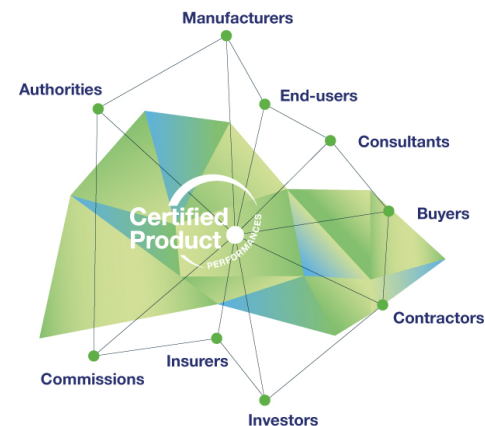 Manufacturers
Authorities
End-users
Consultants
Certified
Product
PERFORMANCES
Buyers
Contractors
Insurers
Commissions
Investors